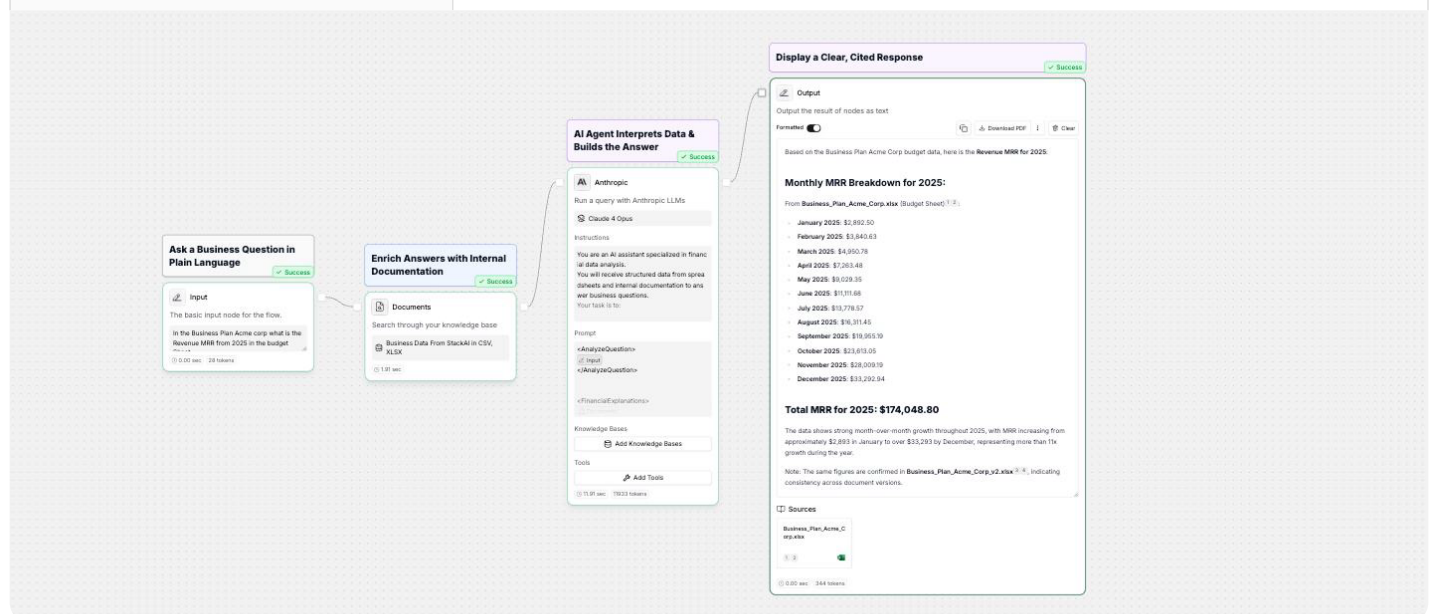 Ask a Business Question in
Plain Language
Success
Input
The basic input node for the flow.
In the Business Plan Acme corp what is the
Revenue MRR from 2025 in the budget
0.00 sec 28 tokens
Enrich Answers with Internal
Documentation
Success
Documents
Search through your knowledge base
Business Data From StackAI in CSV,
XLSX
1.91 sec
AI Agent Interprets Data &
Builds the Answer
Success
Anthropic
Run a query with Anthropic LLMs
Claude 4 Opus
Instructions
You are an AI assistant specialized in financ
ial data analysis.
You will receive structured data from sprea
dsheets and internal documentation to ans
wer business questions.
Your task is to:
Prompt
<AnalyzeQuestion>
Input
</AnalyzeQuestion>
<FinancialExplanations>
Knowledge Bases
Add Knowledge Bases
Tools
Add Tools
11.91 sec tokens
Display a Clear, Cited Response
Success
Output
Output the result of nodes as text
Formatted
Download PDF
Clear
Based on the Business Plan Acme Corp budget data, here is the Revenue MRR for 2025:
Monthly MRR Breakdown for 2025:
From Business_Plan_Acme_Corp.xlsx (Budget Sheet) 1 2 :
January 2025: $2,892.50
February 2025: $3,840.63
March 2025: $4,950.78
April 2025: $7,263.48
May 2025: $9,029.35
June 2025: $11,111.68
July 2025: $13,778.57
August 2025: $16,311.45
September 2025: $19,955.19
October 2025: $23,613.05
November 2025: $28,009.19
December 2025: $33,292.94
Total MRR for 2025: $174,048.80
The data shows strong month-over-month growth throughout 2025, with MRR increasing from
approximately $2,893 in January to over $33,293 by December, representing more than 11x
growth during the year.
Note: The same figures are confirmed in Business_Plan_Acme_Corp_v2.xlsx 3 4 , indicating
consistency across document versions.
Sources
Business_Plan_Acme_C
orp.xlsx
1 2
0.00 sec 344 tokens